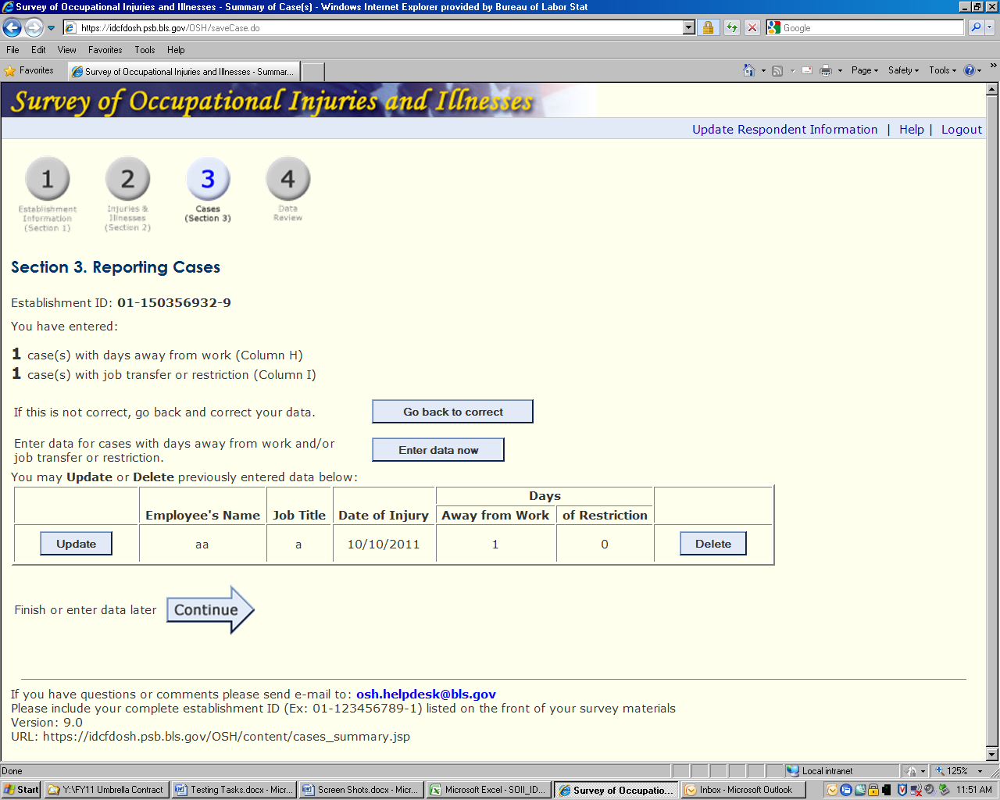 Survey of Occupational Injuries and Illnesses - Summary of Case(s) - Windows Internet Explorer provided by Bureau of Labor Stat
https://idcfdosh.psb.bls.gov/OSH/saveCase.do
Google
File Edit View Favorites Tools Help
Favorites
Survey of Occupational Injuries and Illnesses - Summar...
Page Safety Tools
Survey of Occupational Injuries and Illnesses
Update Respondent Information | Help | Logout
1 2 3 4
Establishment Information (Section 1)
Injuries & Illnesses (Section 2)
Cases (Section 3)
Data Review
Section 3. Reporting Cases
Establishment ID: 01-150356932-9
You have entered:
1 case(s) with days away from work (Column H)
1 case(s) with job transfer or restriction (Column I)
If this is not correct, go back and correct your data. Go back to correct
Enter data for cases with days away from work and/or
job transfer or restriction. Enter data now
You may Update or Delete previously entered data below:
Days
Employee's Name Job Title Date of Injury Away from Work of Restriction
Update aa a 10/10/2011 1 0 Delete
Finish or enter data later Continue
If you have questions or comments please send e-mail to: osh.helpdesk@bls.gov
Please include your complete establishment ID (Ex: 01-123456789-1) listed on the front of your survey materials
Version: 9.0
URL: https://idcfdosh.psb.bls.gov/OSH/content/cases_summary.jsp
Done Local intranet 125%
Start Y:\FY11 Umbrella Contract Testing Tasks.docx - Micr... Screen Shots.docx - Micr... Microsoft Excel - SOII_ID... Survey of Occupatio... Inbox - Microsoft Outlook 11:51 AM